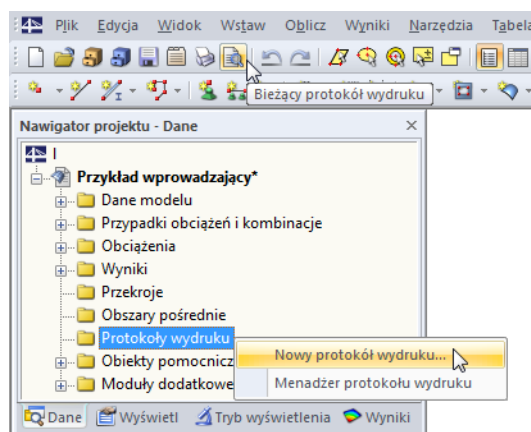 Plik Edycja Widok Wstaw Oblicz Wyniki Narzędzia Tabela
Bieżący protokół wydruku
Nawigator projektu - Dane
Przykład wprowadzający*
Dane modelu
Przypadki obciążeń i kombinacje
Obciążenia
Wyniki
Przekroje
Obszary pośrednie
Protokoły wydruku
Nowy protokół wydruku...
Obiekty pomocnicz
Menadżer protokołu wydruku
Moduły dodatkowe
Dane Wyświetl Tryb wyświetlenia Wyniki